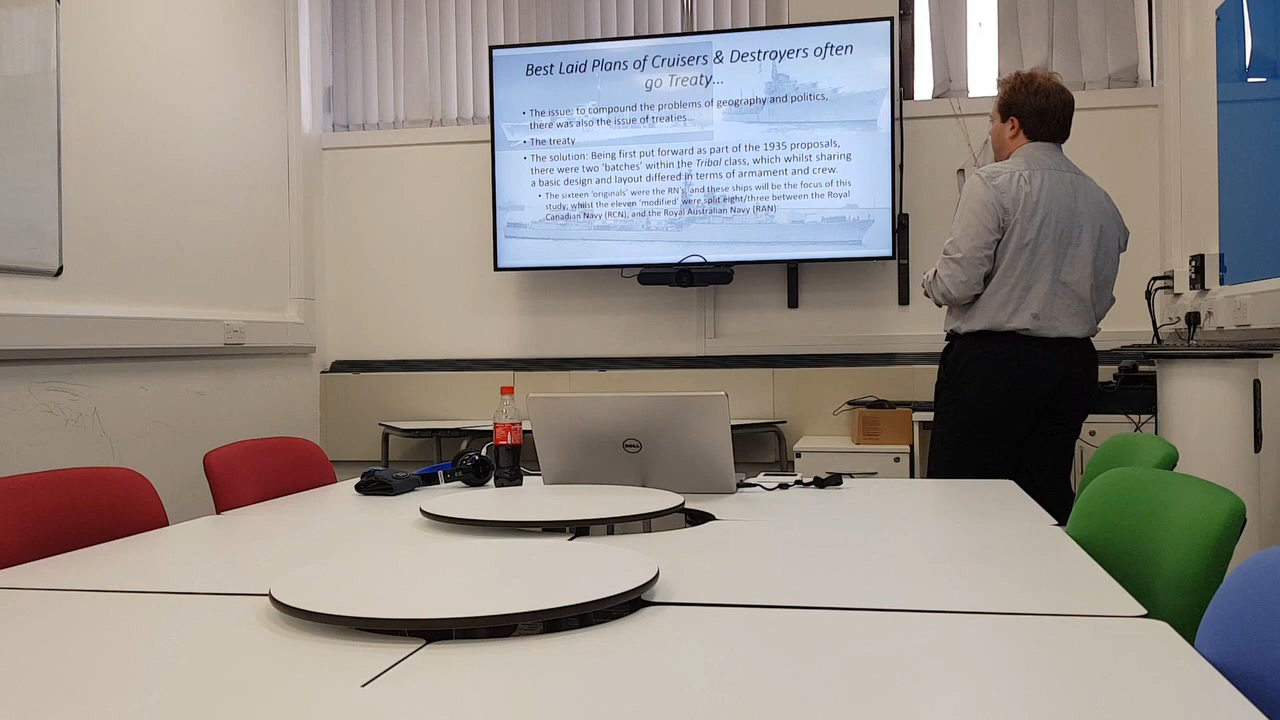 Best Laid Plans of Cruisers & Destroyers often
go Treaty...
• The issue: to compound the problems of geography and politics,
there was also the issue of treaties...
• The treaty
• The solution: Being first put forward as part of the 1935 proposals,
there were two 'batches' within the Tribal class, which whilst sharing
a basic design and layout differed in terms of armament and crew.
• The sixteen 'originals' were the RN's, and these ships will be the focus of this
study, whilst the eleven 'modified' were split eight/three between the Royal
Canadian Navy (RCN), and the Royal Australian Navy (RAN)
DELL